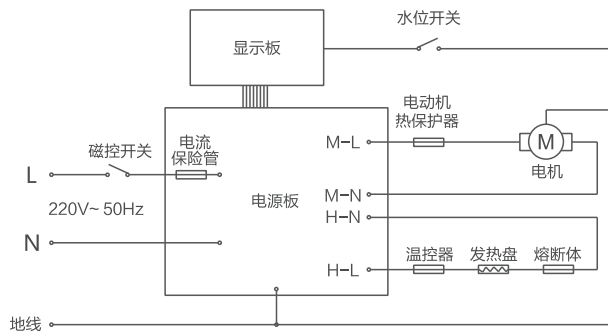 水位开关
显示板
电动机
热保护器
磁控开关
电流
保险管
M-L
M
电机
L
220V~ 50Hz
电源板
M-N
H-N
N
温控器
发热盘
熔断体
H-L
地线